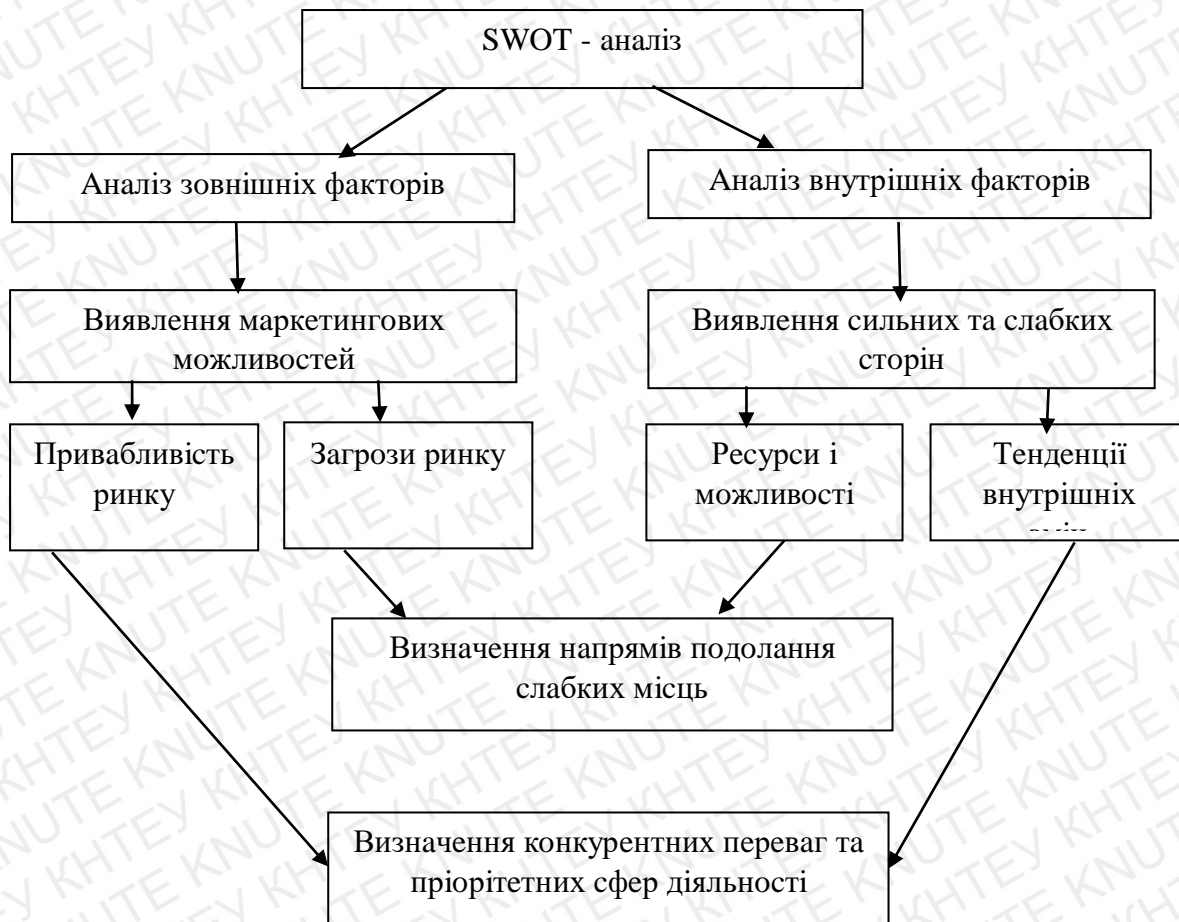 SWOT - аналіз
Аналіз зовнішніх факторів
Аналіз внутрішніх факторів
Виявлення маркетингових
можливостей
Виявлення сильних та слабких
сторін
Привабливість
ринку
Загрози ринку
Ресурси і
можливості
Тенденції
внутрішніх
Визначення напрямів подолання
слабких місць
Визначення конкурентних переваг та
пріорітетних сфер діяльності